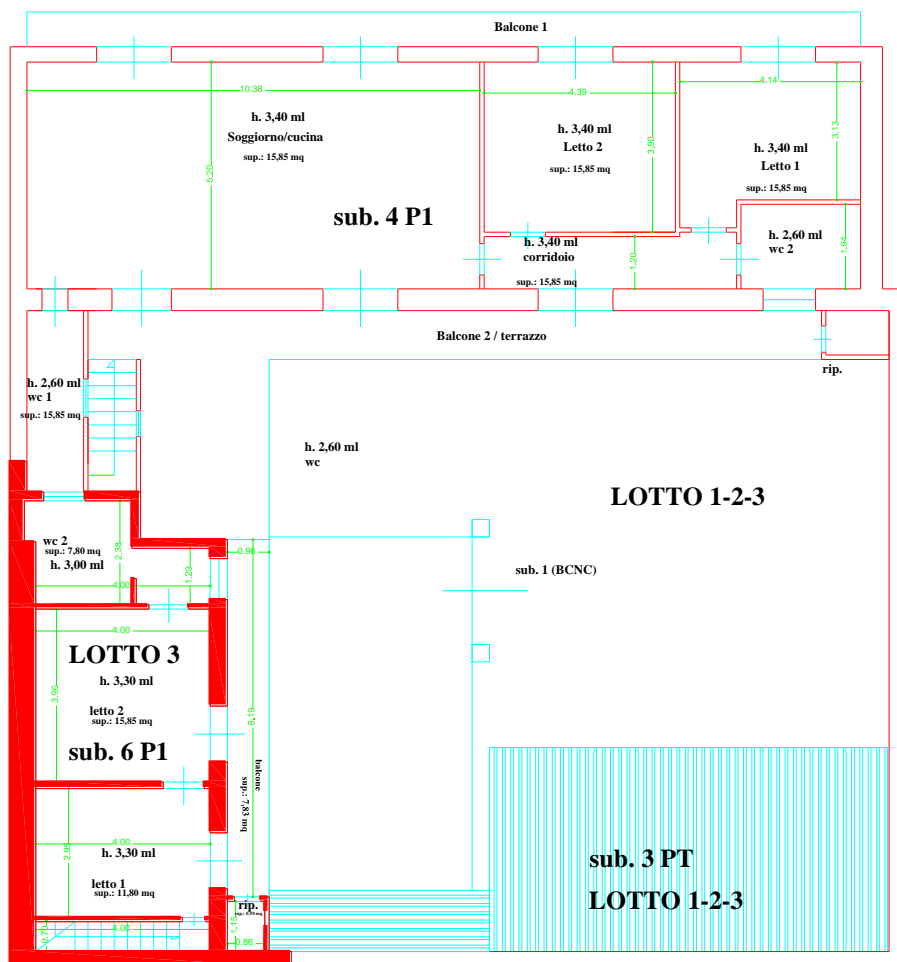 Balcone 1
10.38
4.39
4.14
h. 3,40 ml
Soggiorno/cucina
sup.: 15,85 mq
5.20
h. 3,40 ml
Letto 2
sup.: 15,85 mq
3.90
h. 3,40 ml
Letto 1
sup.: 15,85 mq
3.13
sub. 4 P1
h. 3,40 ml
corridoio
sup.: 15,85 mq
1.20
h. 2,60 ml
wc 2
1.94
Balcone 2 / terrazzo
rip.
h. 2,60 ml
wc 1
sup.: 15,85 mq
h. 2,60 ml
wc
LOTTO 1-2-3
wc 2
sup.: 7,80 mq
h. 3,00 ml
2.38
1.29
4.00
0.96
sub. 1 (BCNC)
4.00
LOTTO 3
h. 3,30 ml
3.96
letto 2
sup.: 15,85 mq
sub. 6 P1
8.19
balcone
sup.: 7,83 mq
4.00
h. 3,30 ml
2.95
letto 1
sup.: 11,80 mq
sub. 3 PT
LOTTO 1-2-3
rip.
1.15
0.86
4.00
0.70